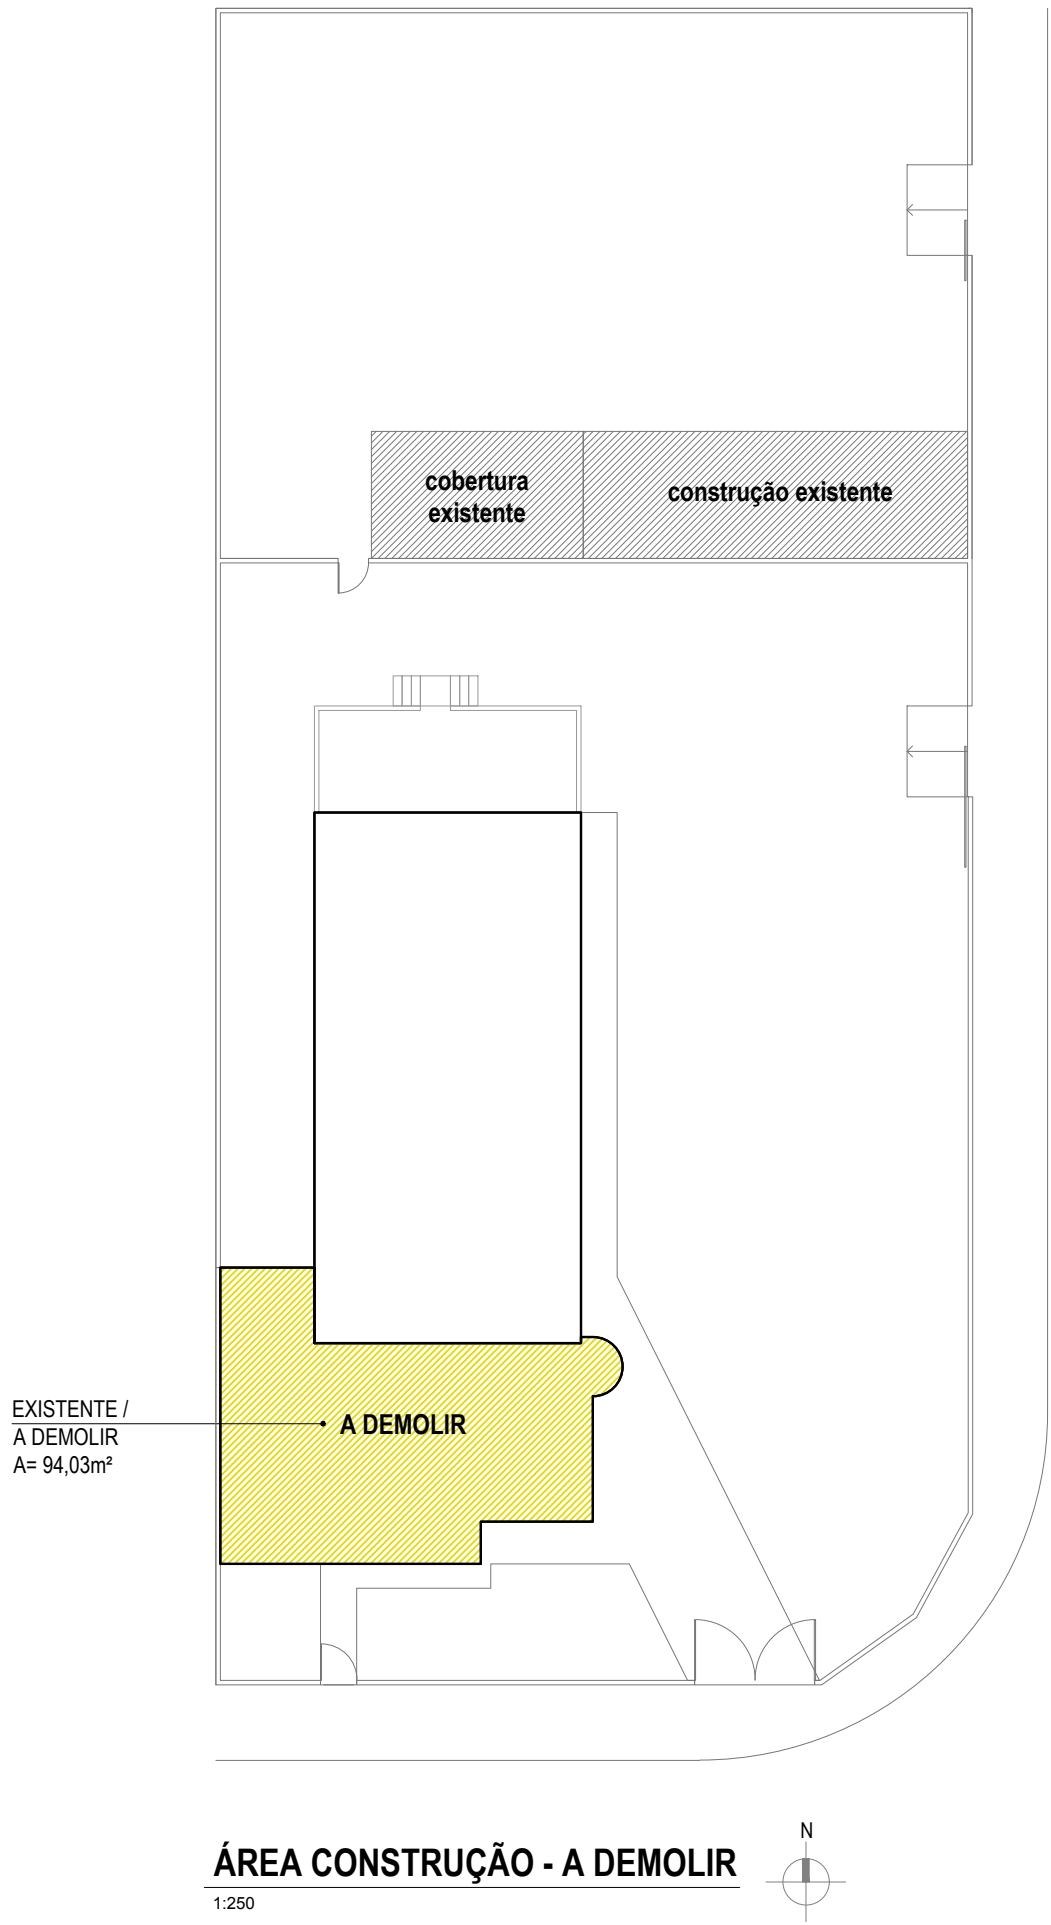 cobertura
existente
construção existente
EXISTENTE /
A DEMOLIR
A= 94,03m²
A DEMOLIR
N
ÁREA CONSTRUÇÃO - A DEMOLIR
1:250